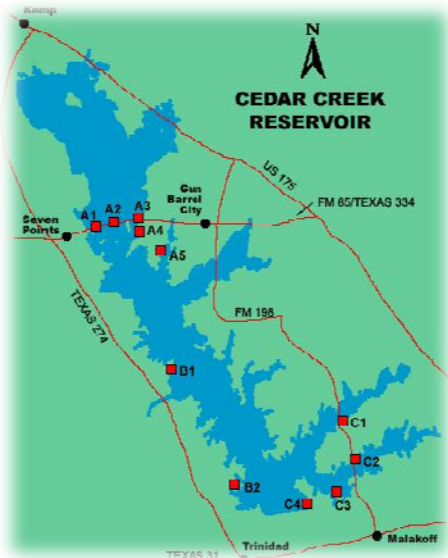 Kemp
N
CEDAR CREEK
RESERVOIR
US 175
Gun
Barrel
City
FM 85/TEXAS 334
A1
A2
A3
Seven
Points
A4
A5
TEXAS 274
FM 198
B1
C1
C2
B2
C3
C4
Malakoff
Trinidad
TEXAS 31